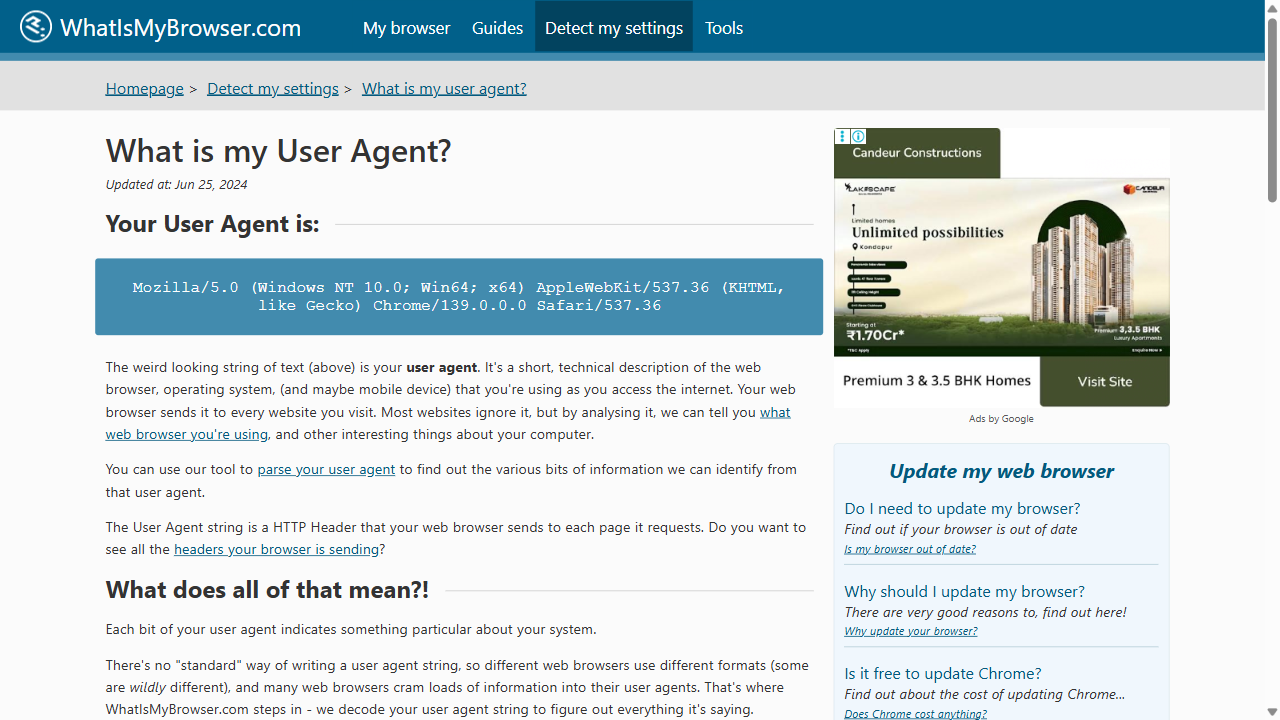 WhatIsMyBrowser.com
My browser
Guides
Detect my settings
Tools
Homepage > Detect my settings > What is my user agent?
What is my User Agent?
Updated at: Jun 25, 2024
Your User Agent is:
Mozilla/5.0 (Windows NT 10.0; Win64; x64) AppleWebKit/537.36 (KHTML,
like Gecko) Chrome/139.0.0.0 Safari/537.36
The weird looking string of text (above) is your user agent. It's a short, technical description of the web
browser, operating system, (and maybe mobile device) that you're using as you access the internet. Your web
browser sends it to every website you visit. Most websites ignore it, but by analysing it, we can tell you what
web browser you're using, and other interesting things about your computer.
You can use our tool to parse your user agent to find out the various bits of information we can identify from
that user agent.
The User Agent string is a HTTP Header that your web browser sends to each page it requests. Do you want to
see all the headers your browser is sending?
What does all of that mean?!
Each bit of your user agent indicates something particular about your system.
There's no "standard" way of writing a user agent string, so different web browsers use different formats (some
are wildly different), and many web browsers cram loads of information into their user agents. That's where
WhatIsMyBrowser.com steps in - we decode your user agent string to figure out everything it's saying.
Candeur Constructions
LAKESCAPE
CANDEUR
Limited homes
Unlimited possibilities
Kondapur
Starting at
₹1.70Cr*
*T&C apply
Premium 3,3.5 BHK
Luxury Apartments
Enquire Now
Premium 3 & 3.5 BHK Homes
Visit Site
Ads by Google
Update my web browser
Do I need to update my browser?
Find out if your browser is out of date
Is my browser out of date?
Why should I update my browser?
There are very good reasons to, find out here!
Why update your browser?
Is it free to update Chrome?
Find out about the cost of updating Chrome...
Does Chrome cost anything?